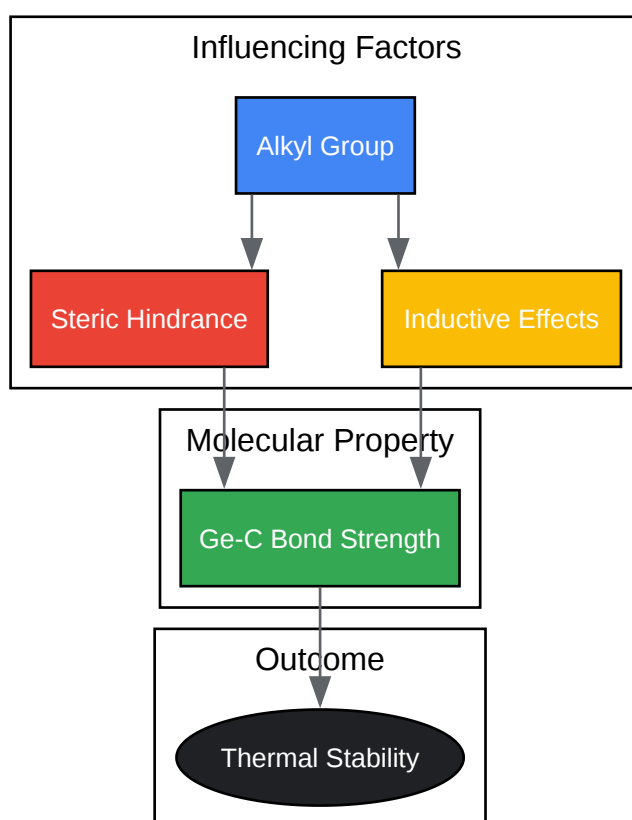 Influencing Factors
Alkyl Group
Steric Hindrance
Inductive Effects
Molecular Property
Ge-C Bond Strength
Outcome
Thermal Stability